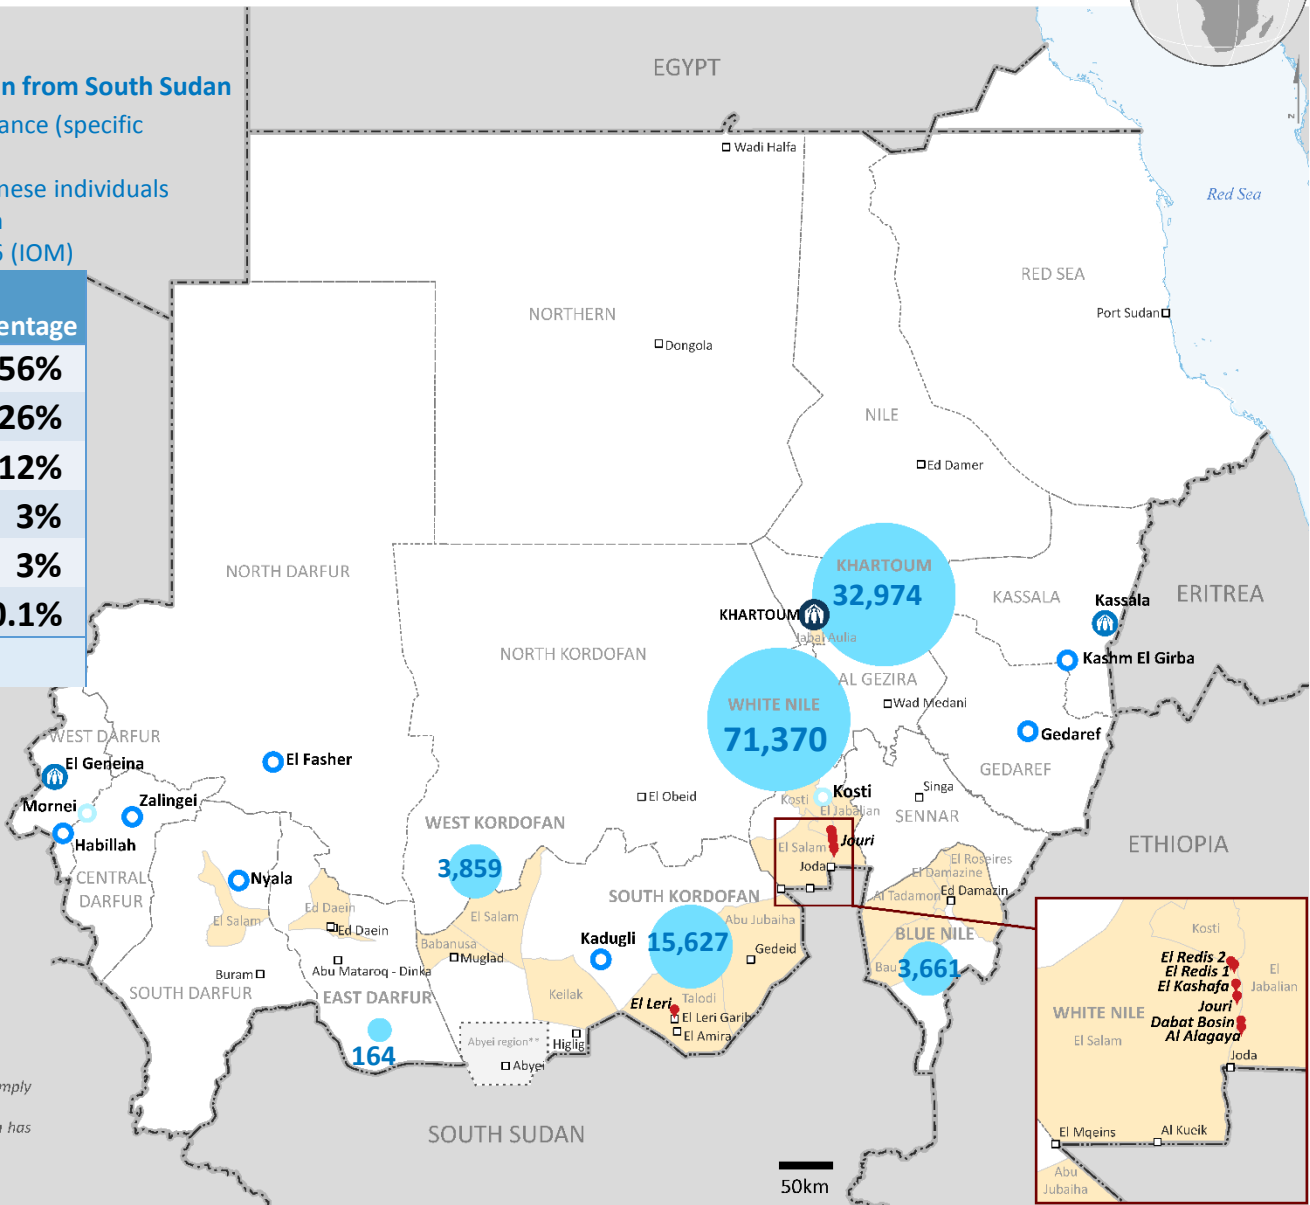 EGYPT
n from South Sudan
ance (specific
Wadi Halfa
nese individuals
Red Sea
(IOM)
RED SEA
entage
NORTHERN
Port Sudan
Dongola
56%
26%
NILE
12%
Ed Damer
3%
3%
0.1%
NORTH DARFUR
KHARTOUM
32,974
KASSALA
Kassala
ERITREA
KHARTOUM
Jabal Aulia
NORTH KORDOFAN
Kashm El Girba
AL GEZIRA
WHITE NILE
71,370
Wad Medani
WEST DARFUR
Gedaref
El Geneina
El Fasher
GEDAREF
Mornei
Zalingei
El Obeid
Kosti
Kosti
Singa
El Jabalian
SENNAR
Habillah
WEST KORDOFAN
3,859
El Salam
Jouri
Joda
ETHIOPIA
CENTRAL
DARFUR
Nyala
El Roseires
El Damazine
Al Tadamon
Ed Damazin
SOUTH KORDOFAN
Ed Daein
El Salam
El Salam
Abu Jubaiha
Ed Daein
Kadugli
15,627
BLUE NILE
Babanusa
Muglad
Gedeid
Bau
3,661
Buram
Abu Mataroq - Dinka
SOUTH DARFUR
EAST DARFUR
Keilak
El Leri
Talodi
El Leri Garib
El Amira
164
Abyei region**
Higlig
Abyei
Kosti
El Redis 2
El Redis 1
El Kashafa
El
Jabalian
Jouri
WHITE NILE
Dabat Bosin
Al Alagaya
El Salam
Joda
El Mqeins
Al Kueik
Abu
Jubaiha
mply
has
SOUTH SUDAN
50km